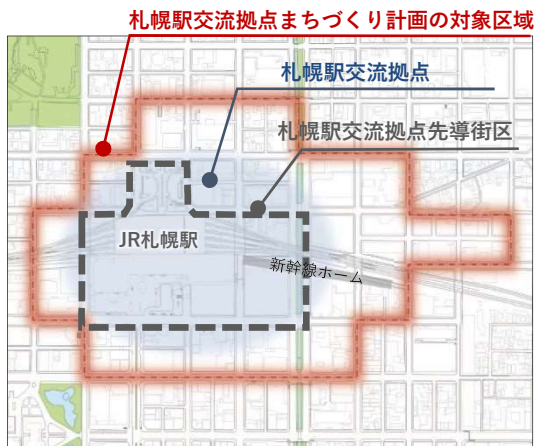 札幌駅交流拠点まちづくり計画の対象区域
札幌駅交流拠点
札幌駅交流拠点先導街区
JR札幌駅
新幹線ホーム